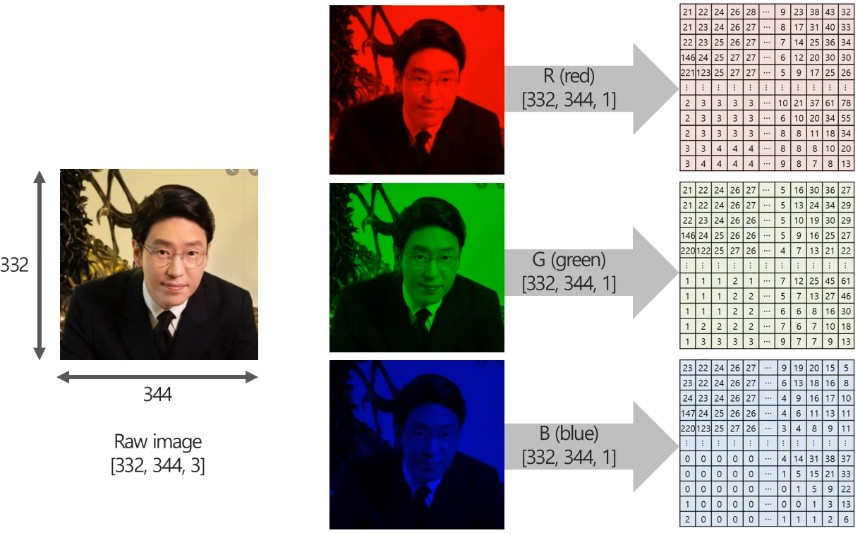 332
344
Raw image
[332, 344, 3]
R (red)
[332, 344, 1]
21 22 24 26 28 ... 9 23 38 43 32
21 23 24 26 27 ... 8 17 31 40 33
22 23 25 26 27 ... 7 14 25 36 34
146 24 25 26 27 ... 6 12 20 30 30
221 123 25 27 27 ... 5 9 17 25 26
⋮ ⋮ ⋮ ⋮ ⋮ ⋮ ⋮ ⋮ ⋮ ⋮ ⋮
2 3 3 3 3 ... 10 21 37 61 78
2 3 3 3 3 ... 6 10 20 34 55
2 3 3 3 3 ... 8 8 11 18 34
3 3 4 4 4 ... 8 8 8 10 20
3 4 4 4 4 ... 9 8 7 8 13
G (green)
[332, 344, 1]
21 22 24 26 27 ... 5 16 30 36 27
21 22 24 26 27 ... 5 13 24 34 29
22 23 24 26 27 ... 5 10 19 30 29
146 24 25 26 26 ... 5 9 16 25 27
220 122 25 27 26 ... 4 7 13 21 22
⋮ ⋮ ⋮ ⋮ ⋮ ⋮ ⋮ ⋮ ⋮ ⋮ ⋮
1 1 1 2 1 ... 7 12 25 45 61
1 1 1 2 2 ... 5 7 13 27 46
1 1 1 2 2 ... 6 6 8 16 30
1 2 2 2 2 ... 7 6 7 10 18
1 3 3 3 3 ... 9 7 7 9 13
B (blue)
[332, 344, 1]
23 22 24 26 27 ... 9 19 20 15 5
23 22 24 26 27 ... 6 13 18 16 8
24 23 24 26 27 ... 4 9 16 17 10
147 24 25 26 26 ... 4 6 11 13 11
220 123 25 27 26 ... 3 4 8 9 11
⋮ ⋮ ⋮ ⋮ ⋮ ⋮ ⋮ ⋮ ⋮ ⋮ ⋮
0 0 0 0 0 ... 4 14 31 38 37
0 0 0 0 0 ... 1 5 15 21 33
0 0 0 0 0 ... 0 1 5 9 22
1 0 0 0 0 ... 0 0 1 3 13
2 0 0 0 0 ... 1 1 1 2 6